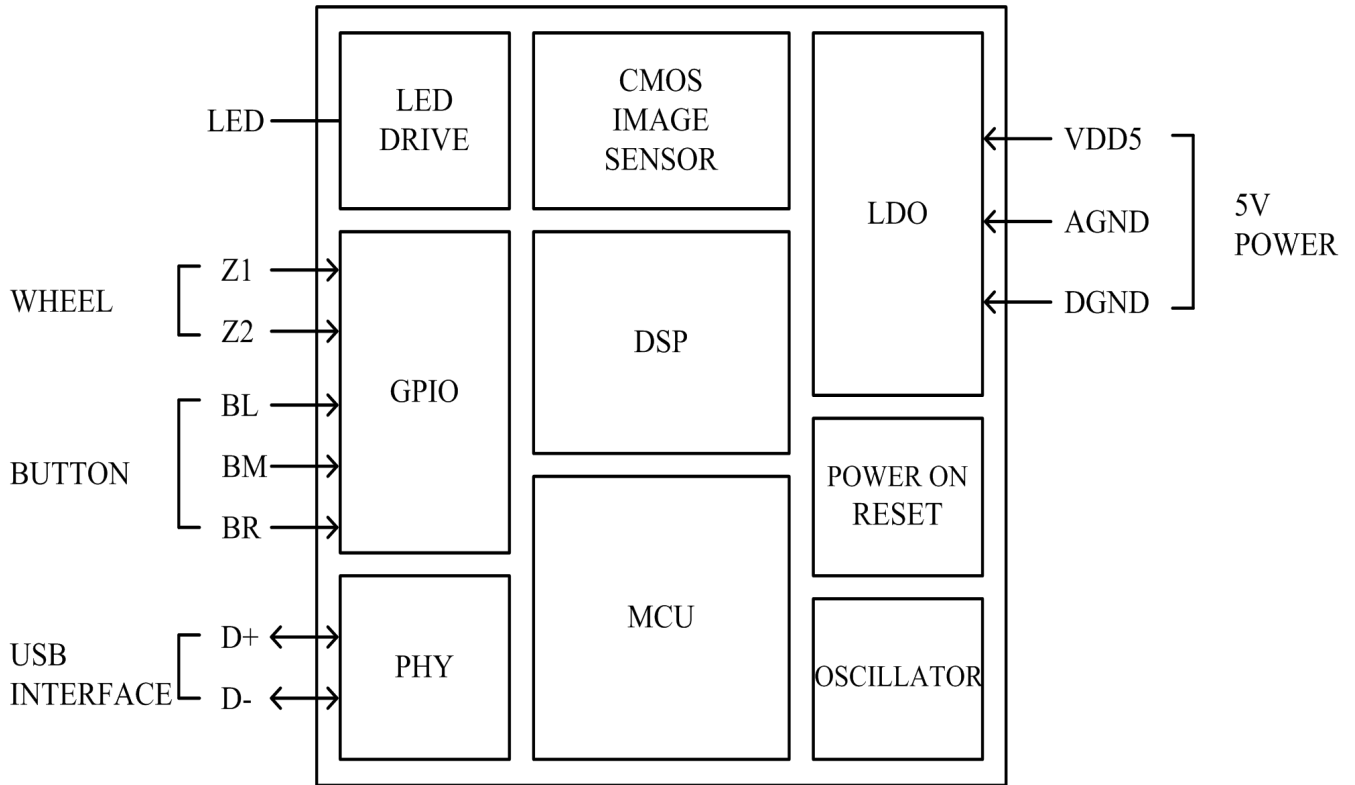 LED
LED
DRIVE
CMOS
IMAGE
SENSOR
LDO
VDD5
AGND
DGND
5V
POWER
WHEEL
Z1
Z2
GPIO
DSP
BUTTON
BL
BM
BR
POWER ON
RESET
MCU
USB
INTERFACE
D+
D-
PHY
OSCILLATOR